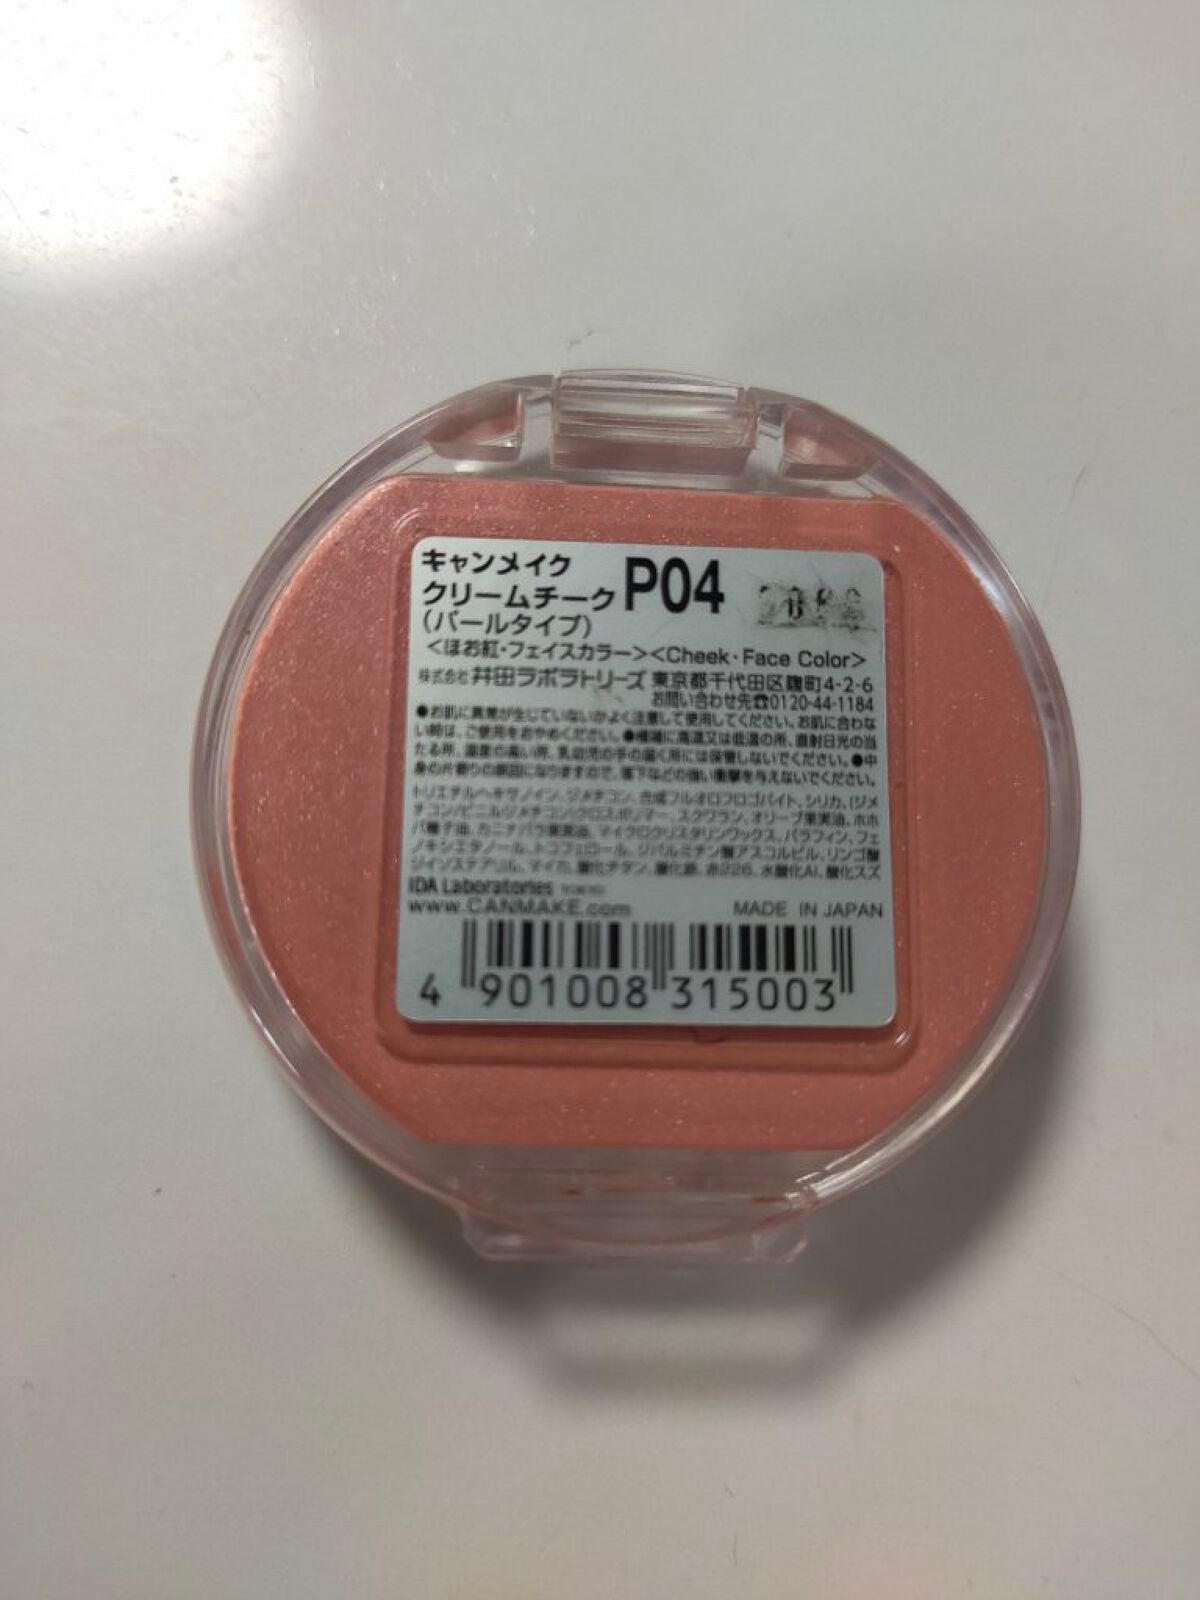 キャンメイク
クリームチーク P04
(パールタイプ)
<ほお紅・フェイスカラー><Cheek・Face Color>
株式会社 井田ラボラトリーズ 東京都千代田区麹町4-2-6
お問い合わせ先☎0120-44-1184
●お肌に異常が生じていないかよく注意して使用してください。お肌に合わな
い時は、ご使用をおやめください。●極端に高温又は低温の所、直射日光の当
たる所、温度の高い所、乳幼児の手の届く所には保管しないでください。●中
身の片寄りの原因になりますので、落下などの強い衝撃を与えないでください。
トリエチルヘキサノイン、ジメチコン、合成フルオロフロゴパイト、シリカ、(ジメ
チコン/ビニルジメチコン)クロスポリマー、スクワラン、オリーブ果実油、ホホ
バ種子油、カニナバラ果実油、マイクロクリスタリンワックス、パラフィン、フェ
ノキシエタノール、トコフェロール、ジパルミチン酸アスコルビル、リンゴ酸
ジイソステアリル、マイカ、酸化チタン、酸化鉄、赤226、水酸化Al、酸化スズ
IDA Laboratories
www.CANMAKE.com MADE IN JAPAN
4 901008 315003